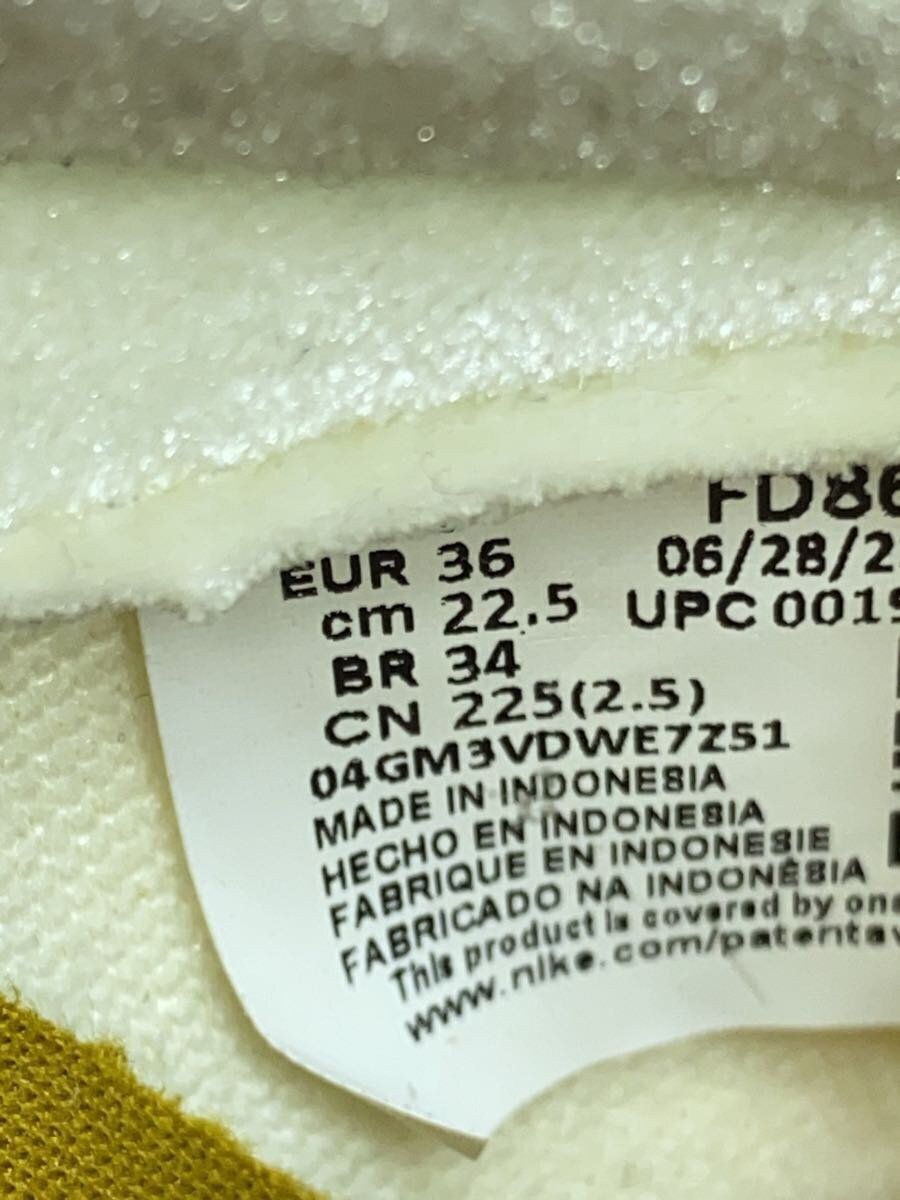 FD86
EUR 36 06/28/2
cm 22.5 UPC 0019
BR 34
CN 225(2.5)
04GM3VDWE7Z51
MADE IN INDONESIA
HECHO EN INDONESIA
FABRIQUE EN INDONESIE
FABRICADO NA INDONÉSIA
This product is covered by one
www.nike.com/patents